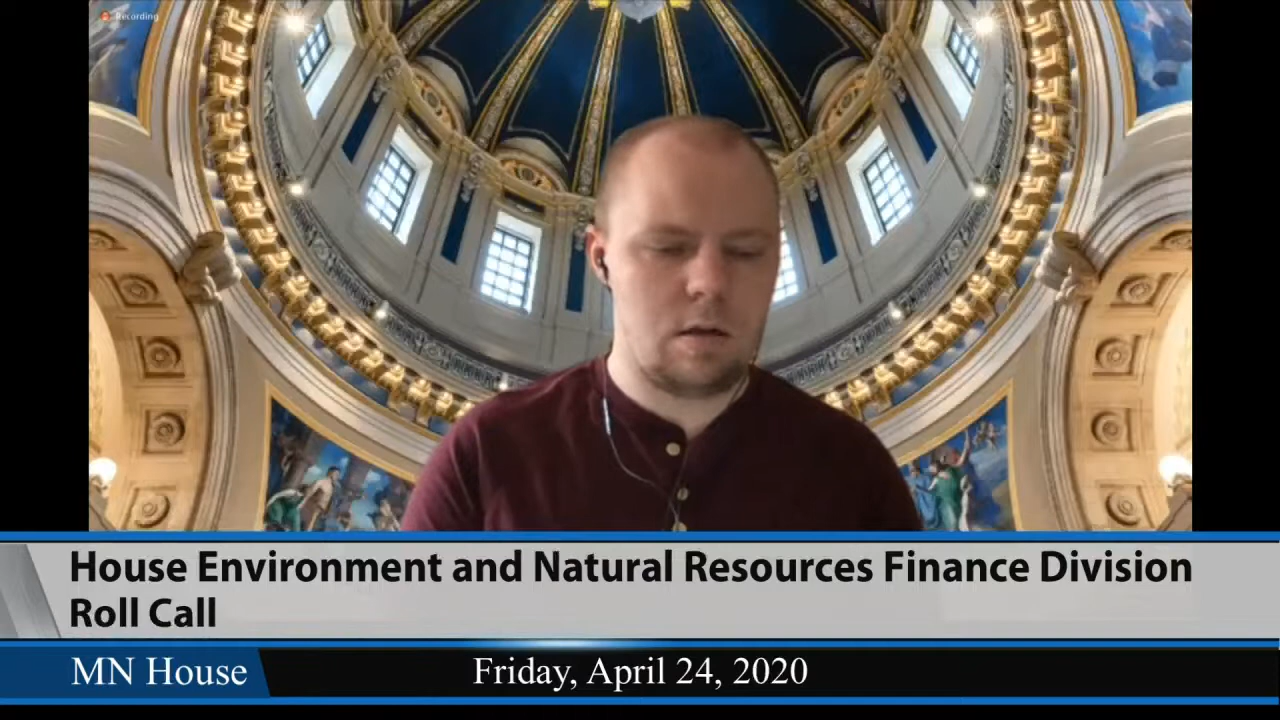 Recording
House Environment and Natural Resources Finance Division
Roll Call
MN House
Friday, April 24, 2020